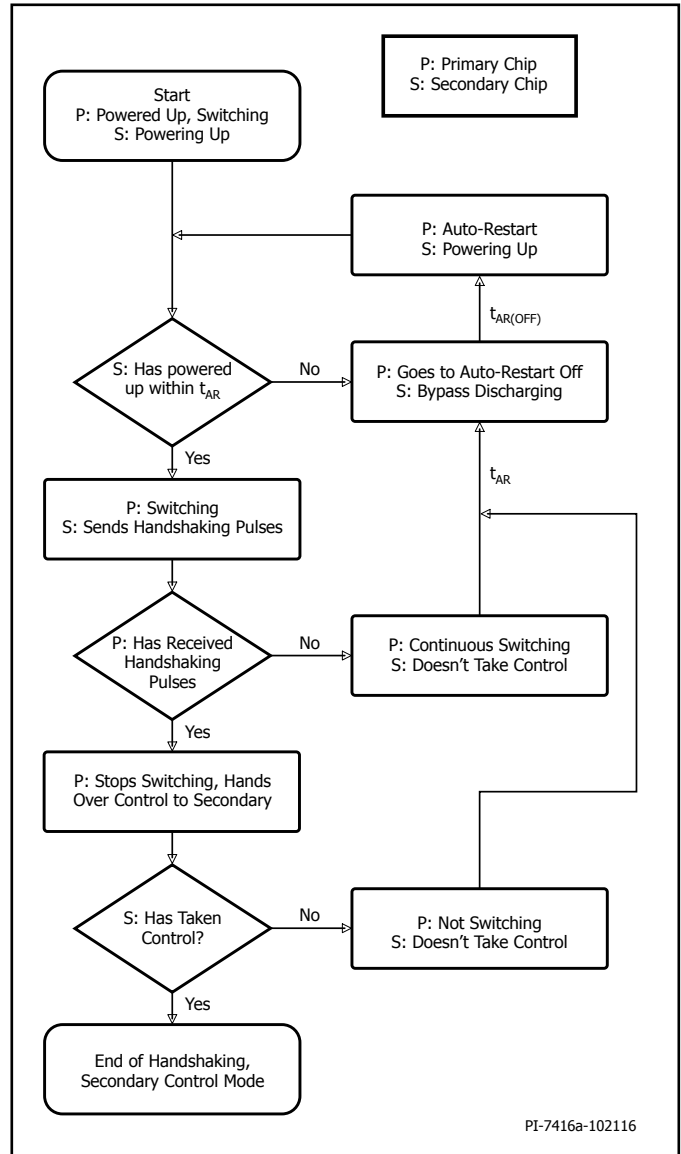 P: Primary Chip
S: Secondary Chip
Start
P: Powered Up, Switching
S: Powering Up
P: Auto-Restart
S: Powering Up
t_AR(OFF)
S: Has powered
up within t_AR
No
P: Goes to Auto-Restart Off
S: Bypass Discharging
Yes
t_AR
P: Switching
S: Sends Handshaking Pulses
P: Has Received
Handshaking
Pulses
No
P: Continuous Switching
S: Doesn't Take Control
Yes
P: Stops Switching, Hands
Over Control to Secondary
S: Has Taken
Control?
No
P: Not Switching
S: Doesn't Take Control
Yes
End of Handshaking,
Secondary Control Mode
PI-7416a-102116